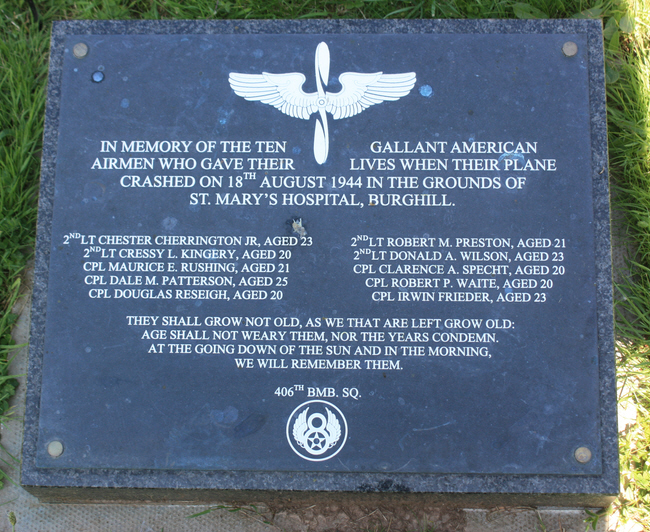 IN MEMORY OF THE TEN GALLANT AMERICAN
AIRMEN WHO GAVE THEIR LIVES WHEN THEIR PLANE
CRASHED ON 18TH AUGUST 1944 IN THE GROUNDS OF
ST. MARY'S HOSPITAL, BURGHILL.
2NDLT CHESTER CHERRINGTON JR, AGED 23
2NDLT CRESSY L. KINGERY, AGED 20
CPL MAURICE E. RUSHING, AGED 21
CPL DALE M. PATTERSON, AGED 25
CPL DOUGLAS RESEIGH, AGED 20
2NDLT ROBERT M. PRESTON, AGED 21
2NDLT DONALD A. WILSON, AGED 23
CPL CLARENCE A. SPECHT, AGED 20
CPL ROBERT P. WAITE, AGED 20
CPL IRWIN FRIEDER, AGED 23
THEY SHALL GROW NOT OLD, AS WE THAT ARE LEFT GROW OLD:
AGE SHALL NOT WEARY THEM, NOR THE YEARS CONDEMN.
AT THE GOING DOWN OF THE SUN AND IN THE MORNING,
WE WILL REMEMBER THEM.
406TH BMB. SQ.
8